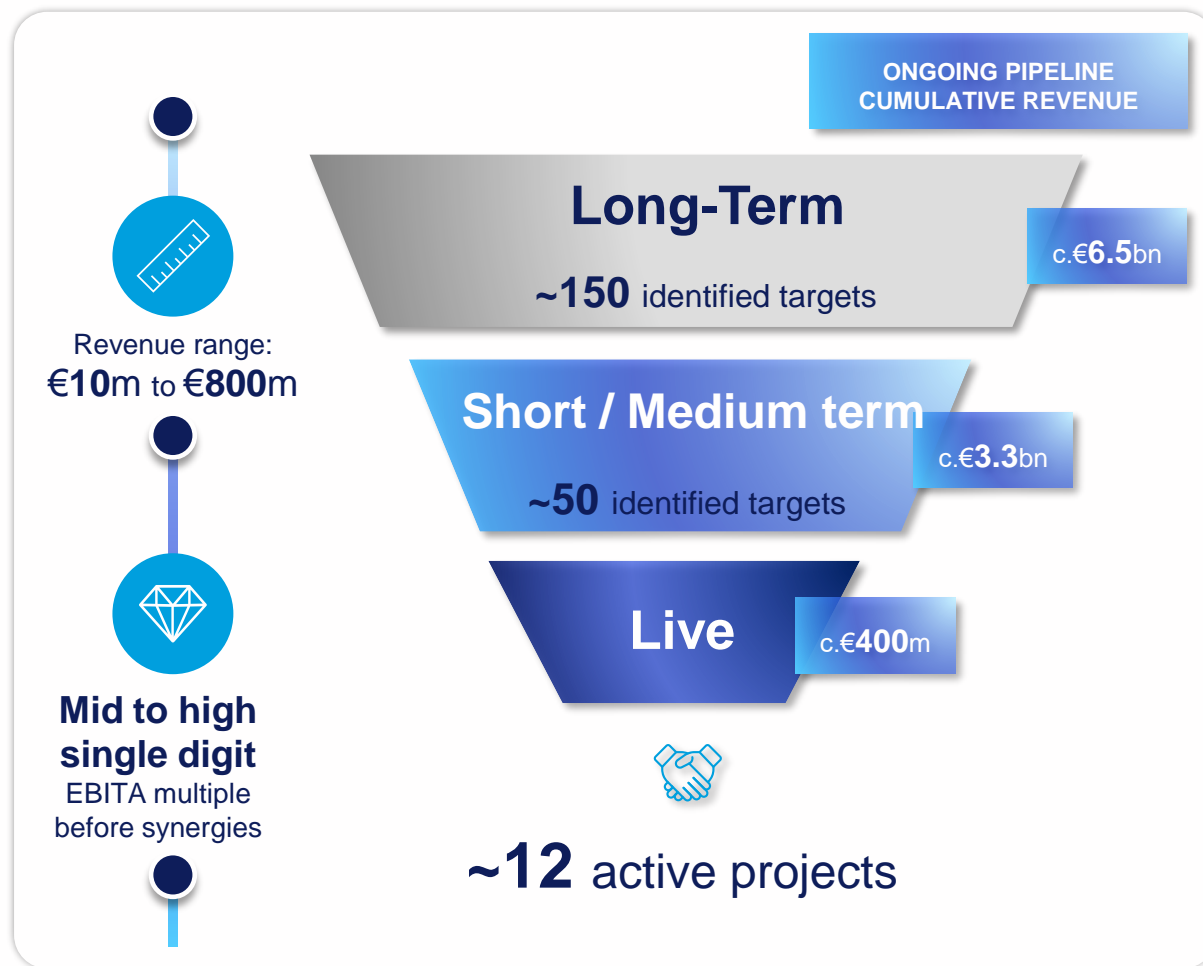 ONGOING PIPELINE
CUMULATIVE REVENUE
Long-Term
~150 identified targets
c.€6.5bn
Revenue range:
€10m to €800m
Short / Medium term
~50 identified targets
c.€3.3bn
Live
c.€400m
Mid to high
single digit
EBITA multiple
before synergies
~12 active projects